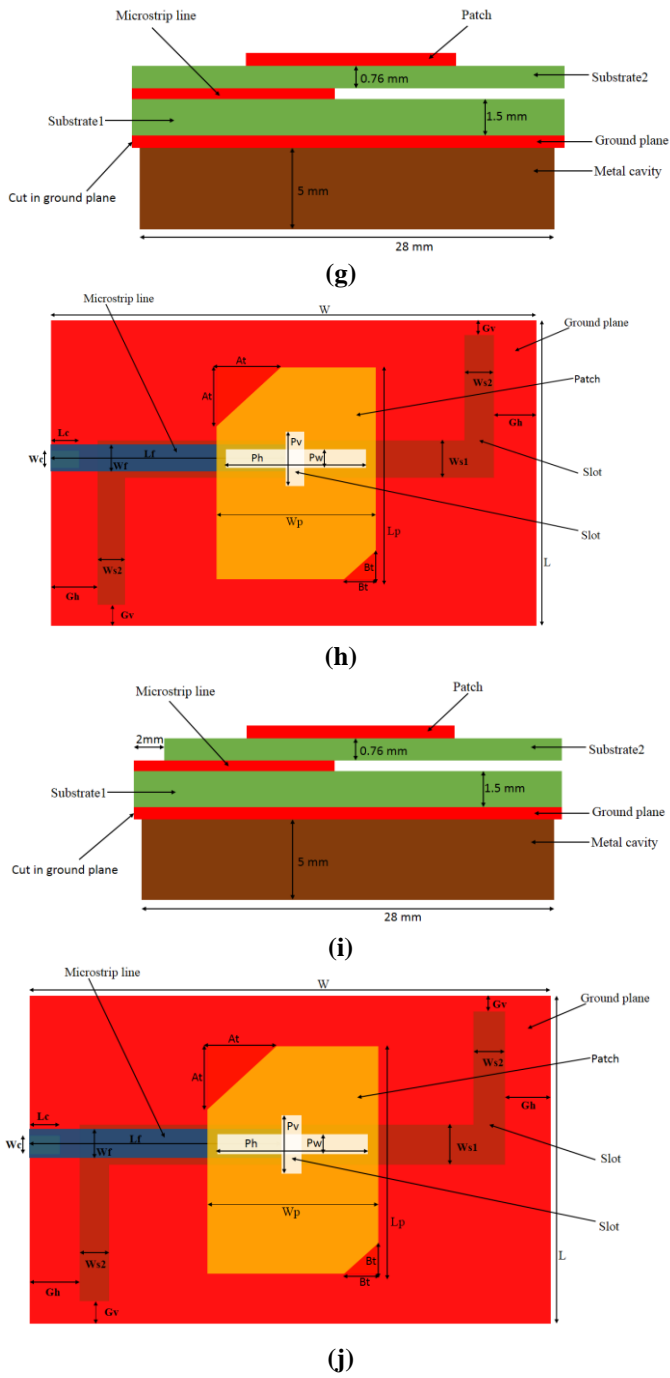 Microstrip line
Patch
0.76 mm
Substrate2
Substrate1
1.5 mm
Ground plane
Cut in ground plane
5 mm
Metal cavity
28 mm
(g)
Microstrip line
W
Gv
Ground plane
At
Ws2
At
Patch
Lc
Pv
Gh
Wc
Lf
Wf
Ph
Pw
Ws1
Slot
Wp
Lp
Slot
Ws2
Bt
L
Gh
Bt
Gv
(h)
Microstrip line
Patch
2mm
0.76 mm
Substrate2
Substrate1
1.5 mm
Ground plane
Cut in ground plane
5 mm
Metal cavity
28 mm
(i)
Microstrip line
W
Gv
Ground plane
At
Ws2
At
Patch
Gh
Lc
Pv
Wc
Lf
Wf
Ph
Pw
Ws1
Slot
Wp
Lp
Slot
Ws2
Bt
L
Gh
Bt
Gv
(j)